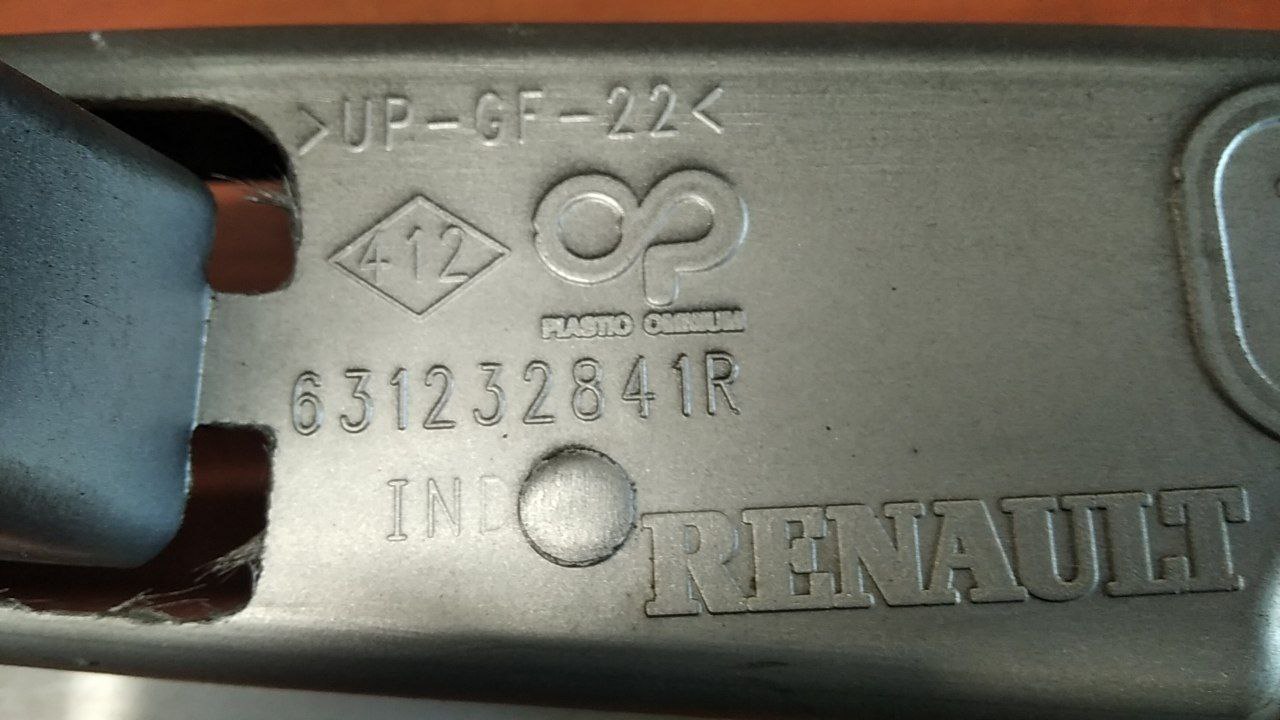 >UP-GF-22<
412
PLASTIC OMNIUM
631232841R
IND
RENAULT